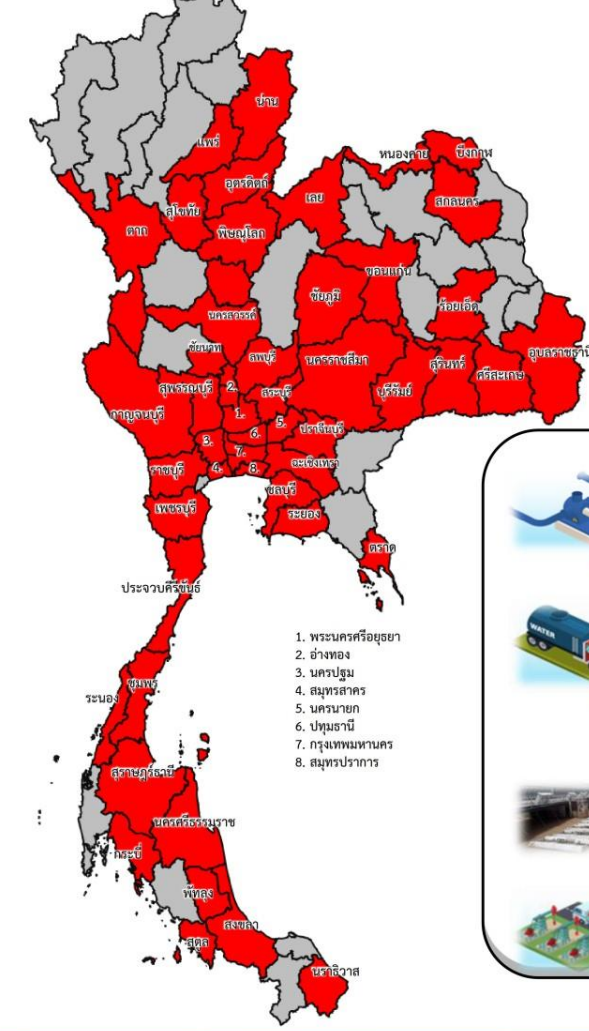 น่าน
แพร่
หนองคาย
บึงกาฬ
อุตรดิตถ์
เลย
สกลนคร
สุโขทัย
ตาก
พิษณุโลก
ขอนแก่น
ชัยภูมิ
ร้อยเอ็ด
นครสวรรค์
ชัยนาท
ลพบุรี
นครราชสีมา
อุบลราชธานี
สุรินทร์
ศรีสะเกษ
บุรีรัมย์
สุพรรณบุรี
2.
สระบุรี
กาญจนบุรี
1.
5.
ปราจีนบุรี
6.
3.
7.
ฉะเชิงเทรา
ราชบุรี
4.
8.
ชลบุรี
เพชรบุรี
ระยอง
ตราด
ประจวบคีรีขันธ์
1. พระนครศรีอยุธยา
2. อ่างทอง
3. นครปฐม
4. สมุทรสาคร
5. นครนายก
6. ปทุมธานี
7. กรุงเทพมหานคร
8. สมุทรปราการ
WATER
ชุมพร
ระนอง
สุราษฎร์ธานี
นครศรีธรรมราช
กระบี่
พัทลุง
สงขลา
สตูล
นราธิวาส